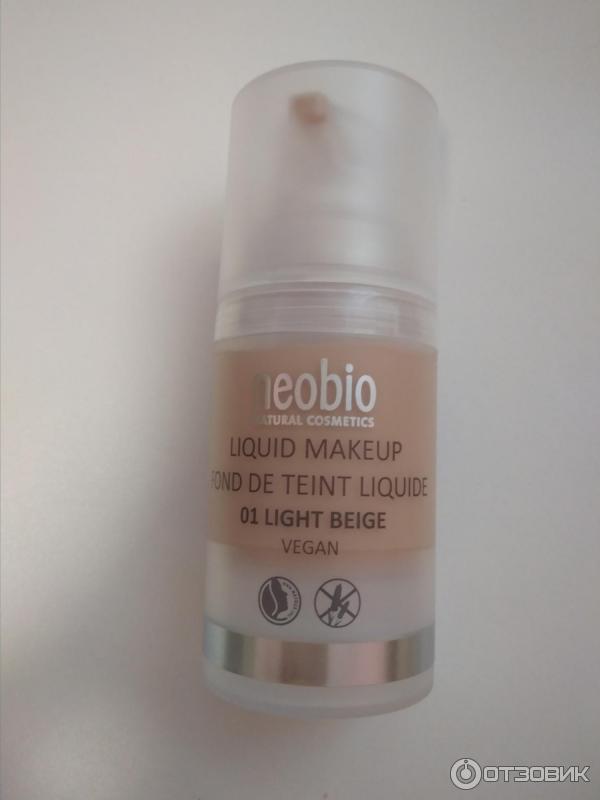 neobio
NATURAL COSMETICS
LIQUID MAKEUP
FOND DE TEINT LIQUIDE
01 LIGHT BEIGE
VEGAN
ОТЗОВИК